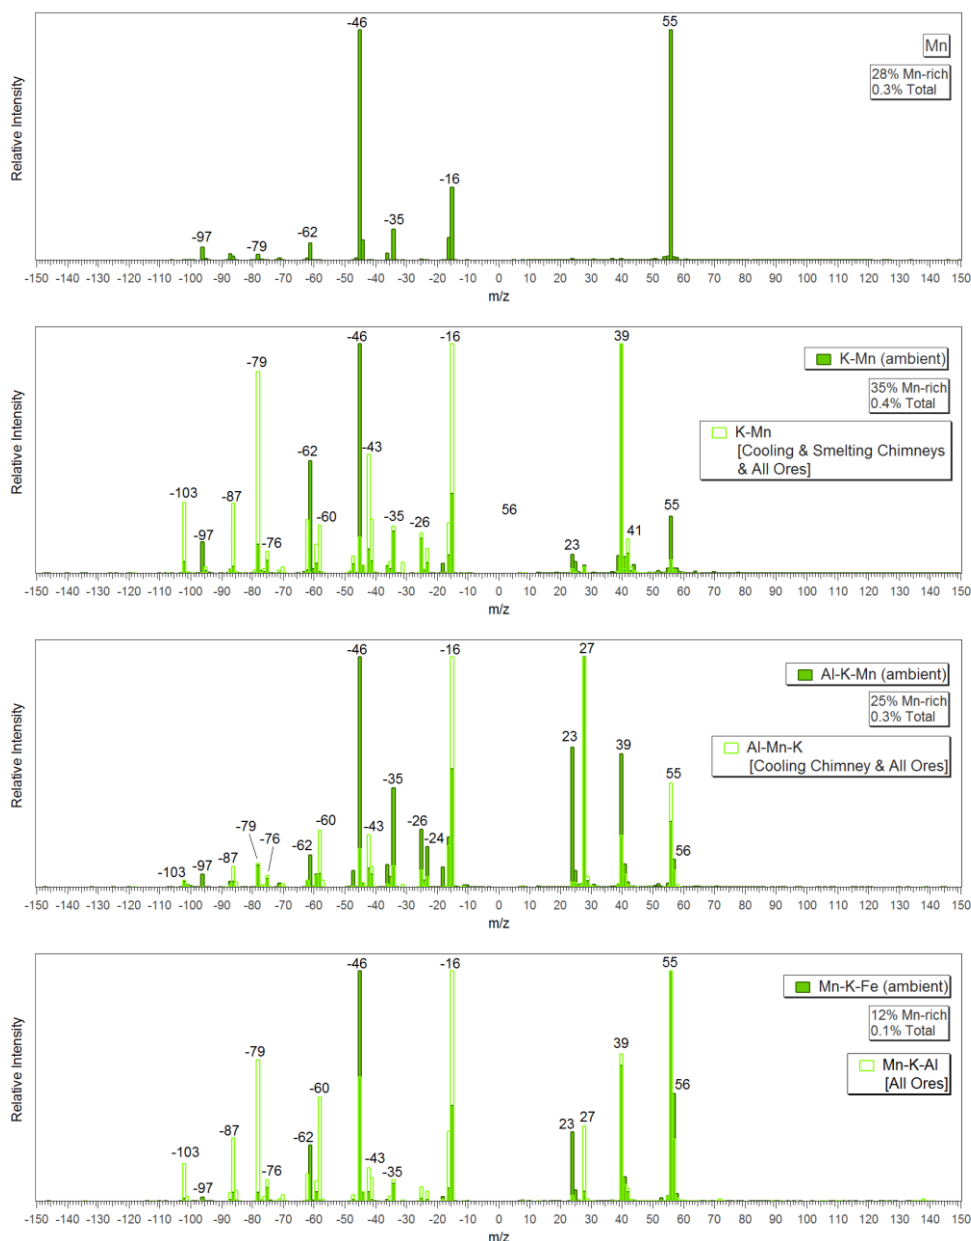 -46
55
Mn
28% Mn-rich
0.3% Total
-16
-35
-62
-97
-79
Relative Intensity
-150 -140 -130 -120 -110 -100 -90 -80 -70 -60 -50 -40 -30 -20 -10 0 10 20 30 40 50 60 70 80 90 100 110 120 130 140 150
m/z
-46
-16
39
K-Mn (ambient)
-79
35% Mn-rich
0.4% Total
K-Mn
[Cooling & Smelting Chimneys
& All Ores]
-62
-43
-103
-87
-35
56
55
-60
-26
-97
-76
23
41
Relative Intensity
-150 -140 -130 -120 -110 -100 -90 -80 -70 -60 -50 -40 -30 -20 -10 0 10 20 30 40 50 60 70 80 90 100 110 120 130 140 150
m/z
-46
-16
27
Al-K-Mn (ambient)
25% Mn-rich
0.3% Total
23
39
Al-Mn-K
[Cooling Chimney & All Ores]
-35
55
-60
-26
-79
-76
-43
-24
-62
56
-87
-103
-97
Relative Intensity
-150 -140 -130 -120 -110 -100 -90 -80 -70 -60 -50 -40 -30 -20 -10 0 10 20 30 40 50 60 70 80 90 100 110 120 130 140 150
m/z
-46
-16
55
Mn-K-Fe (ambient)
12% Mn-rich
0.1% Total
-79
39
Mn-K-Al
[All Ores]
-60
56
-87
-62
23
27
-103
-76
-43
-35
-97
Relative Intensity
-150 -140 -130 -120 -110 -100 -90 -80 -70 -60 -50 -40 -30 -20 -10 0 10 20 30 40 50 60 70 80 90 100 110 120 130 140 150
m/z